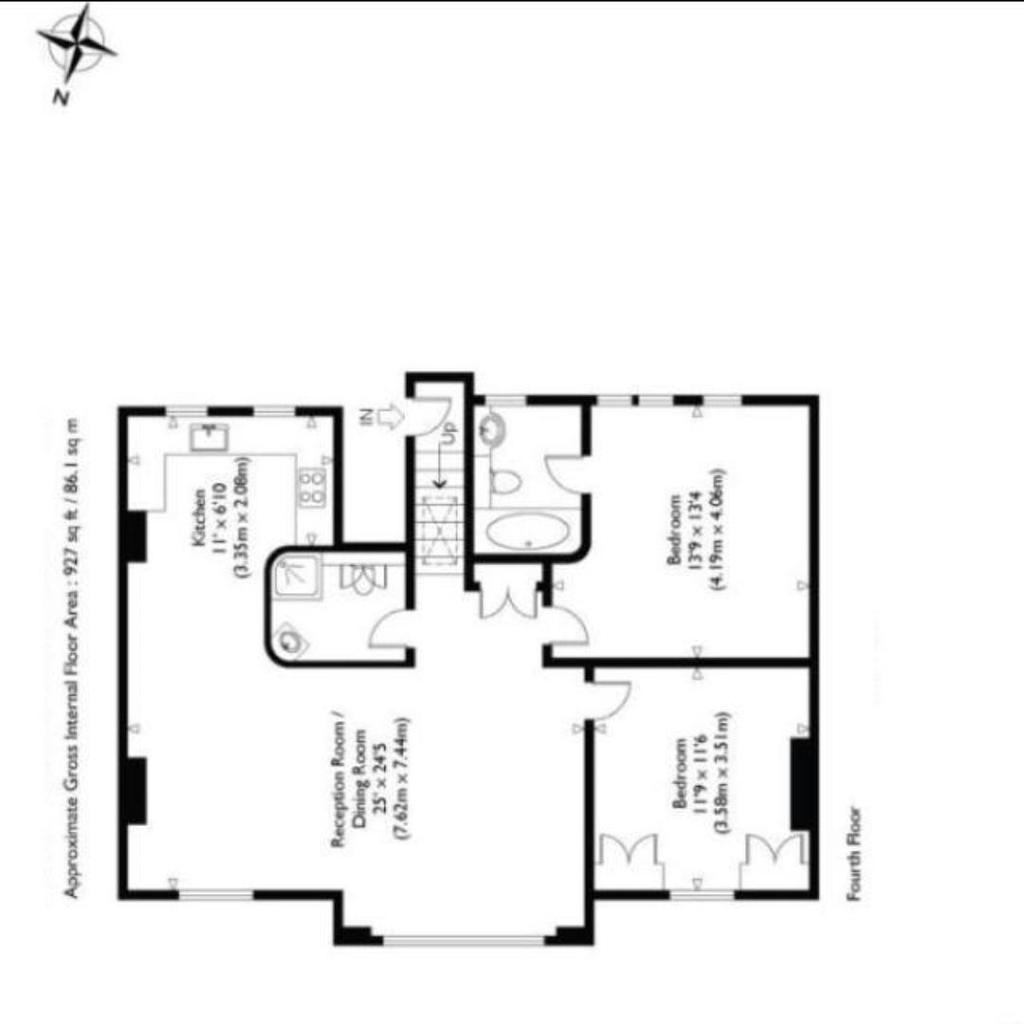 N
Approximate Gross Internal Floor Area : 927 sq ft / 86.1 sq m
Kitchen
11' x 6'10
(3.35m x 2.08m)
IN
Up
Bedroom
13'9 x 13'4
(4.19m x 4.06m)
Reception Room /
Dining Room
25' x 24'5
(7.62m x 7.44m)
Bedroom
11'9 x 11'6
(3.58m x 3.51m)
Fourth Floor